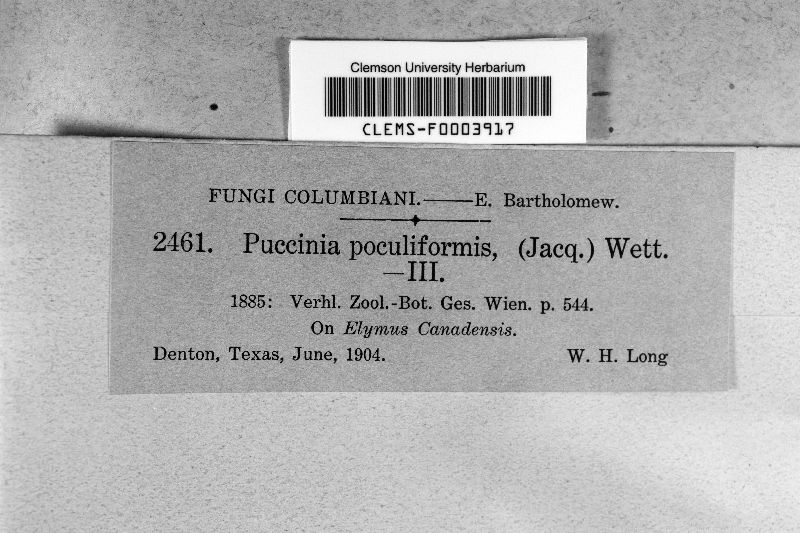 Clemson University Herbarium
CLEMS-F0003917
FUNGI COLUMBIANI.——E. Bartholomew.
2461. Puccinia poculiformis, (Jacq.) Wett.
—III.
1885: Verhl. Zool.-Bot. Ges. Wien. p. 544.
On Elymus Canadensis.
Denton, Texas, June, 1904. W. H. Long